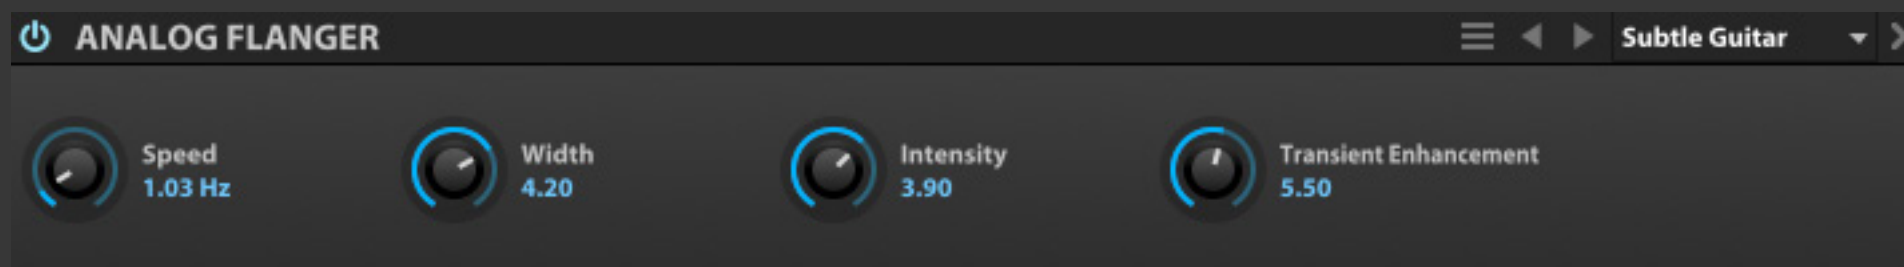 ANALOG FLANGER
Subtle Guitar
Speed
1.03 Hz
Width
4.20
Intensity
3.90
Transient Enhancement
5.50